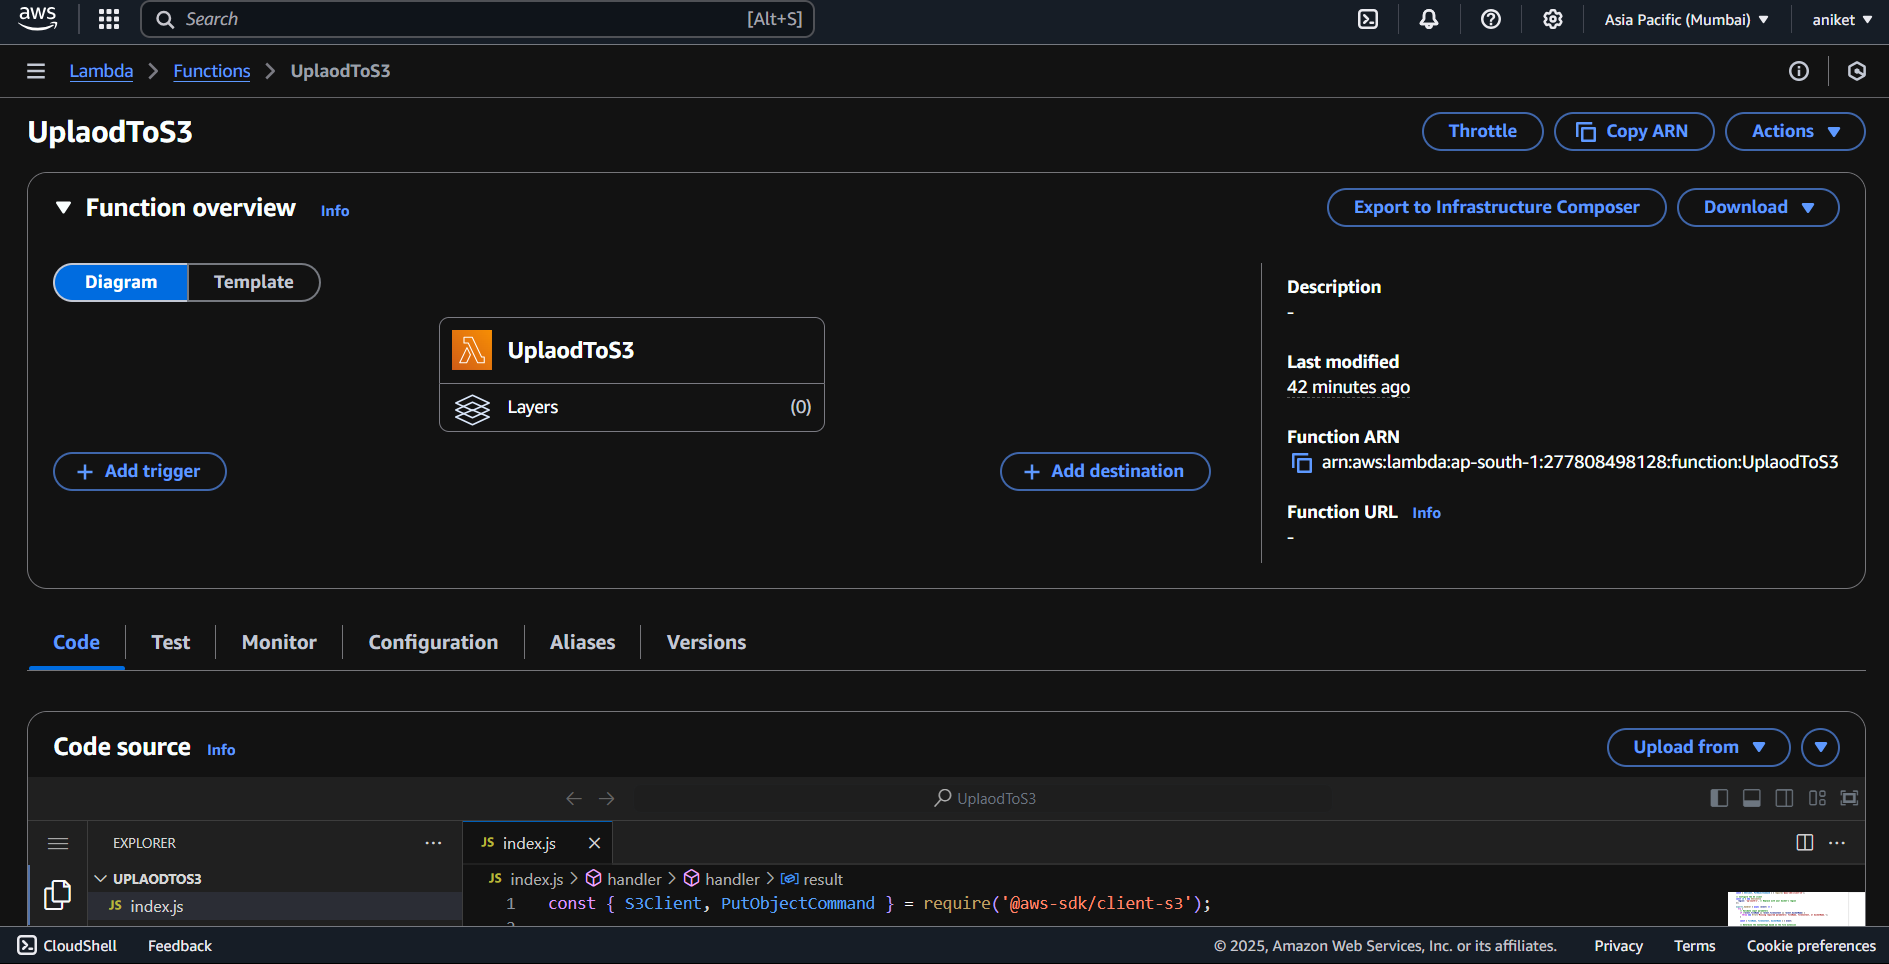 aws Search [Alt+S] Asia Pacific (Mumbai) aniket
Lambda Functions UplaodToS3
UplaodToS3 Throttle Copy ARN Actions
Function overview Info Export to Infrastructure Composer Download
Diagram Template
UplaodToS3
Layers (0)
+ Add trigger + Add destination
Description
-
Last modified
42 minutes ago
Function ARN
arn:aws:lambda:ap-south-1:277808498128:function:UplaodToS3
Function URL Info
-
Code Test Monitor Configuration Aliases Versions
Code source Info Upload from
UplaodToS3
EXPLORER ... JS index.js
UPLAODTOS3 JS index.js > handler > handler > result
JS index.js 1 const { S3Client, PutObjectCommand } = require('@aws-sdk/client-s3');
CloudShell Feedback © 2025, Amazon Web Services, Inc. or its affiliates. Privacy Terms Cookie preferences